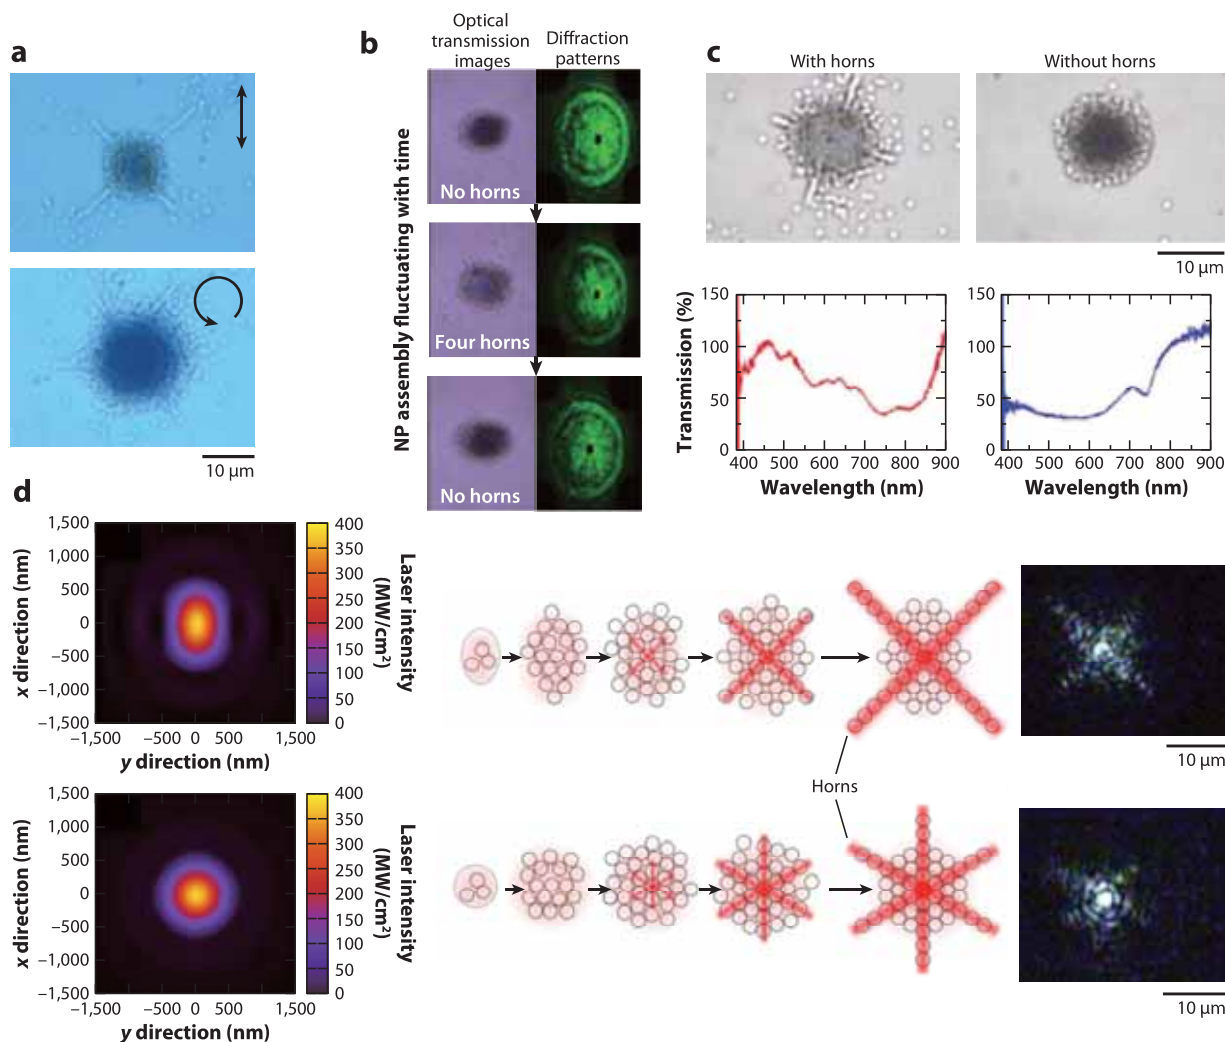 a
10 µm
b
Optical
transmission
images
Diffraction
patterns
NP assembly fluctuating with time
No horns
Four horns
No horns
c
With horns
Without horns
10 µm
Transmission (%)
150
100
50
0
400 500 600 700 800 900
Wavelength (nm)
150
100
50
0
400 500 600 700 800 900
Wavelength (nm)
d
x direction (nm)
1,500
1,000
500
0
–500
–1,000
–1,500
–1,500 –500 0 500 1,500
y direction (nm)
400
350
300
250
200
150
100
50
0
Laser intensity
(MW/cm²)
10 µm
Horns
x direction (nm)
1,500
1,000
500
0
–500
–1,000
–1,500
–1,500 –500 0 500 1,500
y direction (nm)
400
350
300
250
200
150
100
50
0
Laser intensity
(MW/cm²)
10 µm